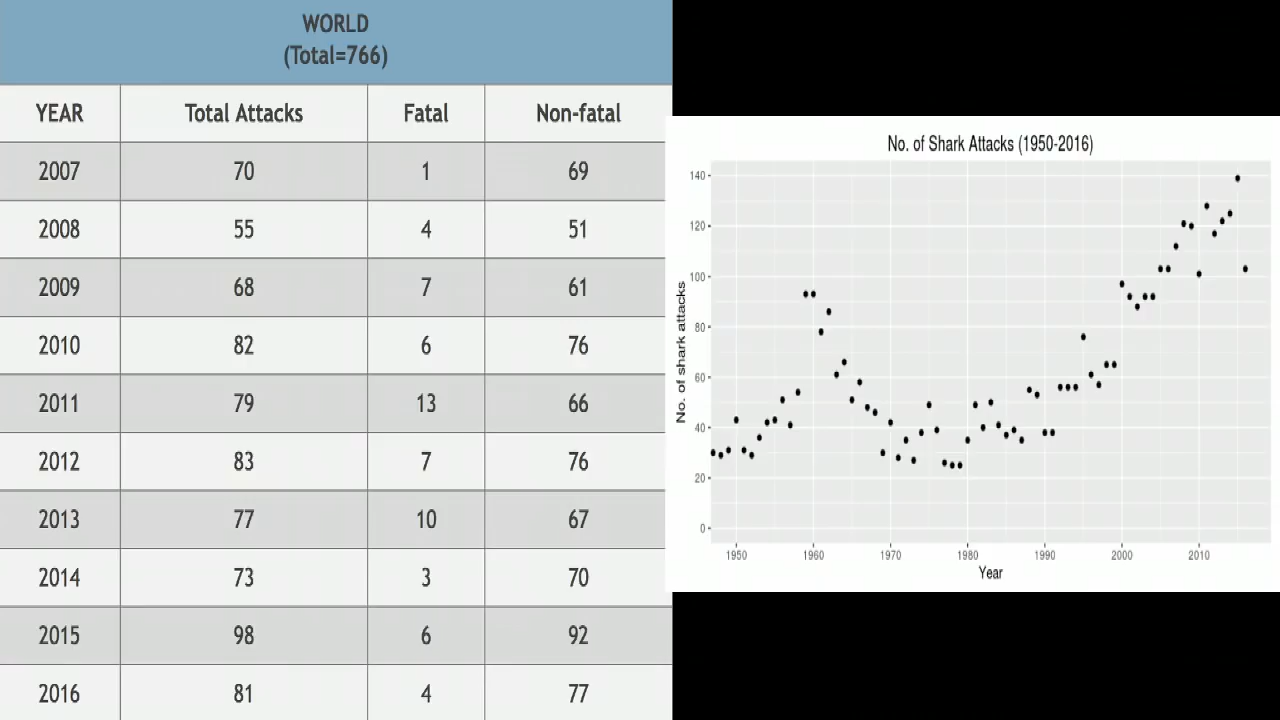 WORLD
(Total=766)
YEAR Total Attacks Fatal Non-fatal
2007 70 1 69
2008 55 4 51
2009 68 7 61
2010 82 6 76
2011 79 13 66
2012 83 7 76
2013 77 10 67
2014 73 3 70
2015 98 6 92
2016 81 4 77
No. of Shark Attacks (1950-2016)
No. of shark attacks
140
120
100
80
60
40
20
0
1950 1960 1970 1980 1990 2000 2010
Year